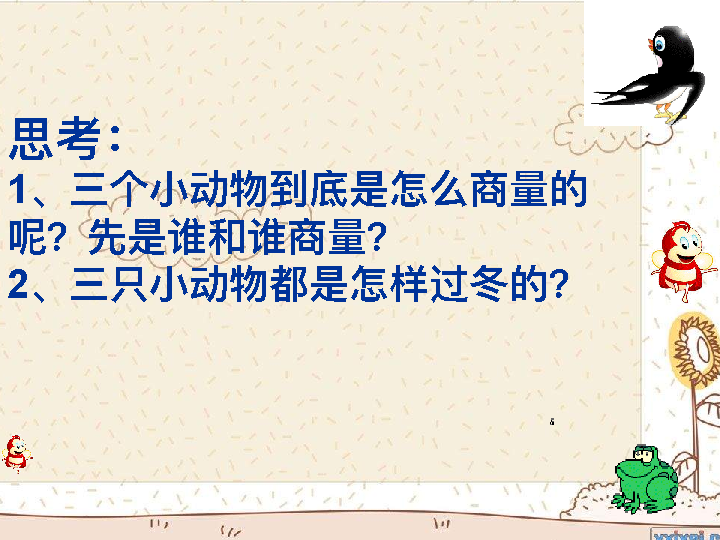 思考：
1、三个小动物到底是怎么商量的
呢？先是谁和谁商量？
2、三只小动物都是怎样过冬的？